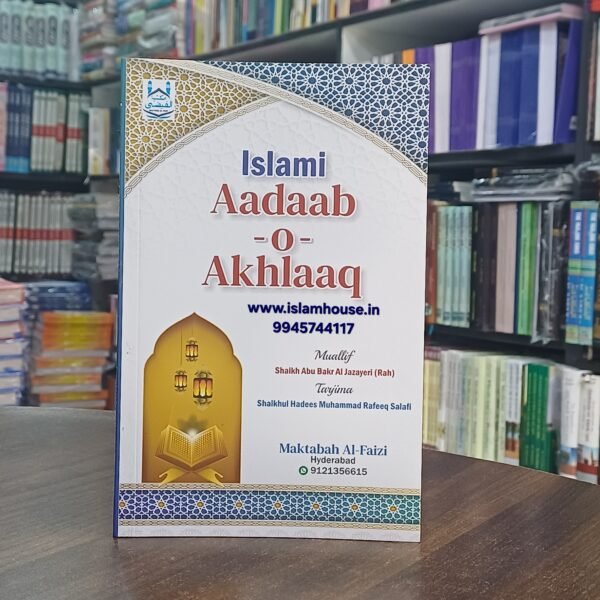 Islami
Aadaab
-o-
Akhlaaq
www.islamhouse.in
9945744117
Muallif
Shaikh Abu Bakr Al Jazayeri (Rah)
Tarjima
Shaikhul Hadees Muhammad Rafeeq Salafi
Maktabah Al-Faizi
Hyderabad
9121356615